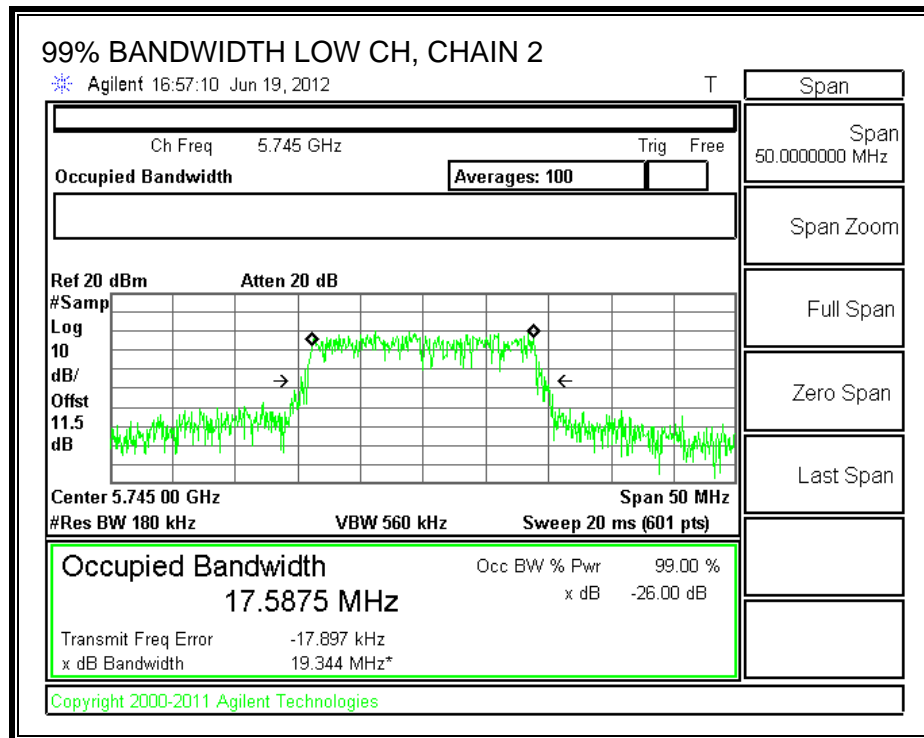 99% BANDWIDTH LOW CH, CHAIN 2
Agilent 16:57:10 Jun 19, 2012 T
Ch Freq 5.745 GHz Trig Free
Occupied Bandwidth Averages: 100
Ref 20 dBm Atten 20 dB
#Samp
Log
10
dB/
Offst
11.5
dB
Center 5.745 00 GHz Span 50 MHz
#Res BW 180 kHz VBW 560 kHz Sweep 20 ms (601 pts)
Occupied Bandwidth Occ BW % Pwr 99.00 %
17.5875 MHz x dB -26.00 dB
Transmit Freq Error -17.897 kHz
x dB Bandwidth 19.344 MHz*
Copyright 2000-2011 Agilent Technologies
Span
Span
50.0000000 MHz
Span Zoom
Full Span
Zero Span
Last Span